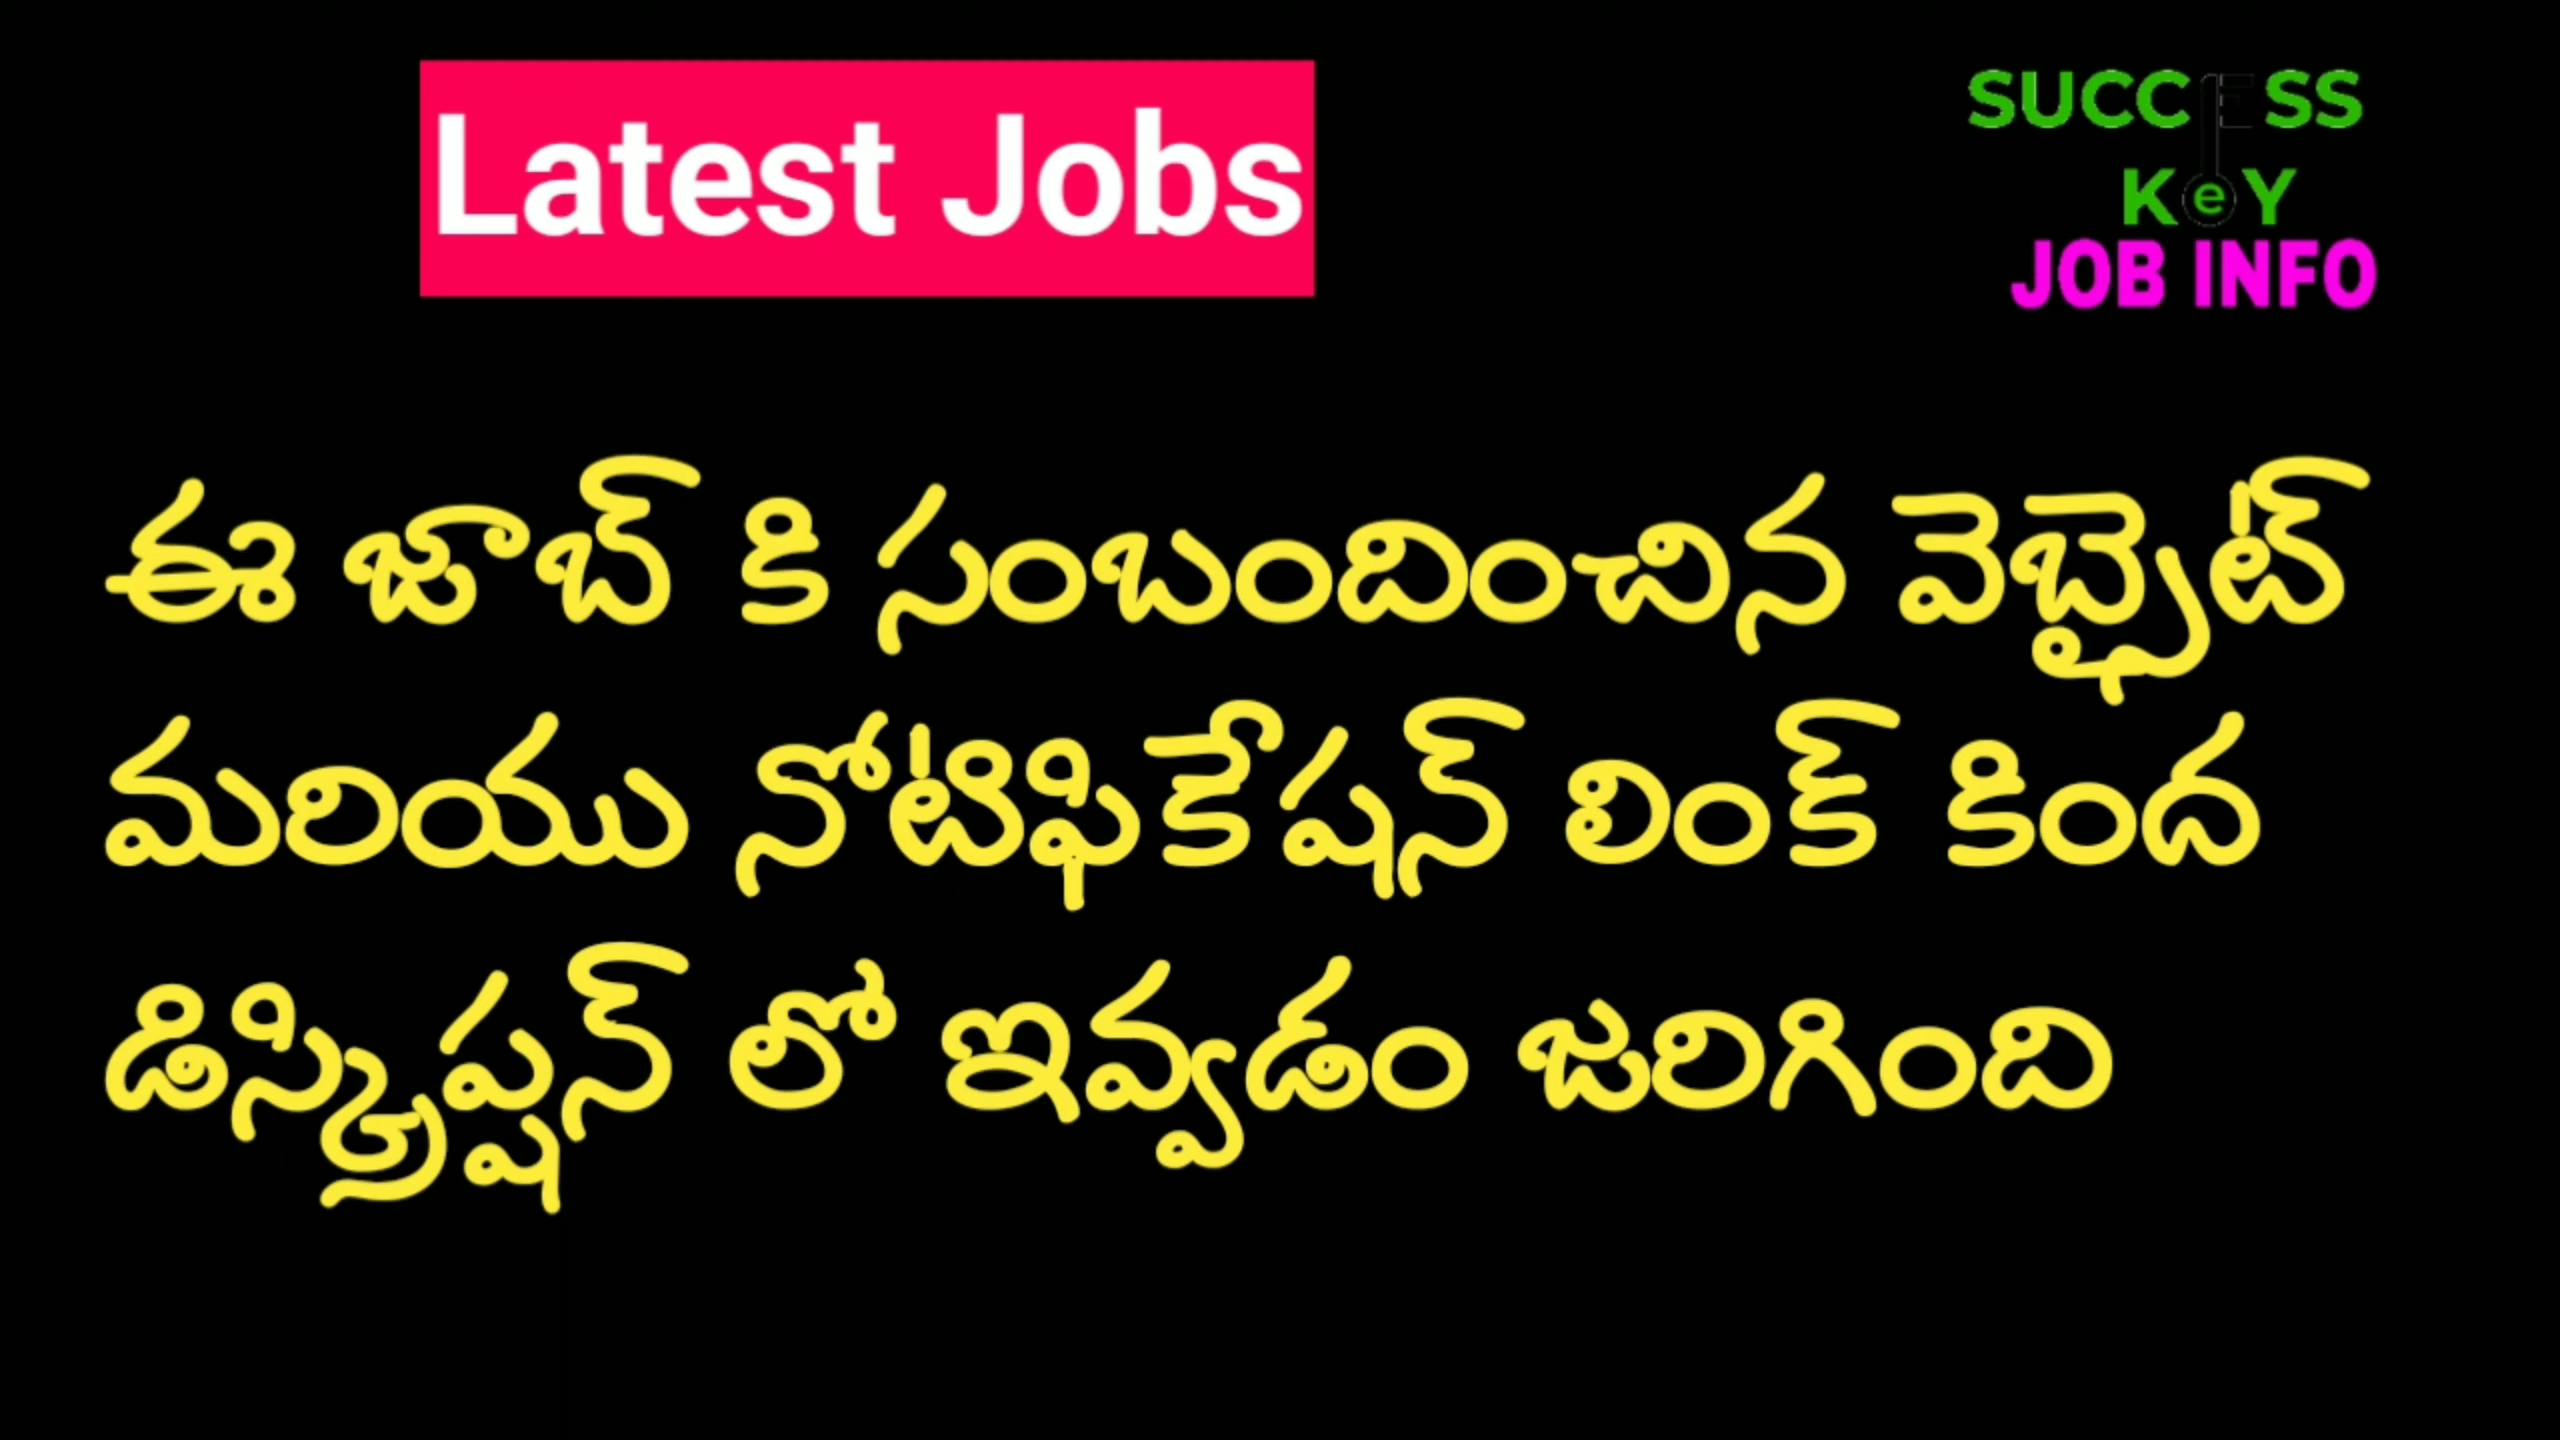 Latest Jobs
SUCCESS
KeY
JOB INFO
ఈ జాబ్ కి సంబందించిన వెబ్సైట్
మరియు నోటిఫికేషన్ లింక్ కింద
డిస్క్రిప్షన్ లో ఇవ్వడం జరిగింది